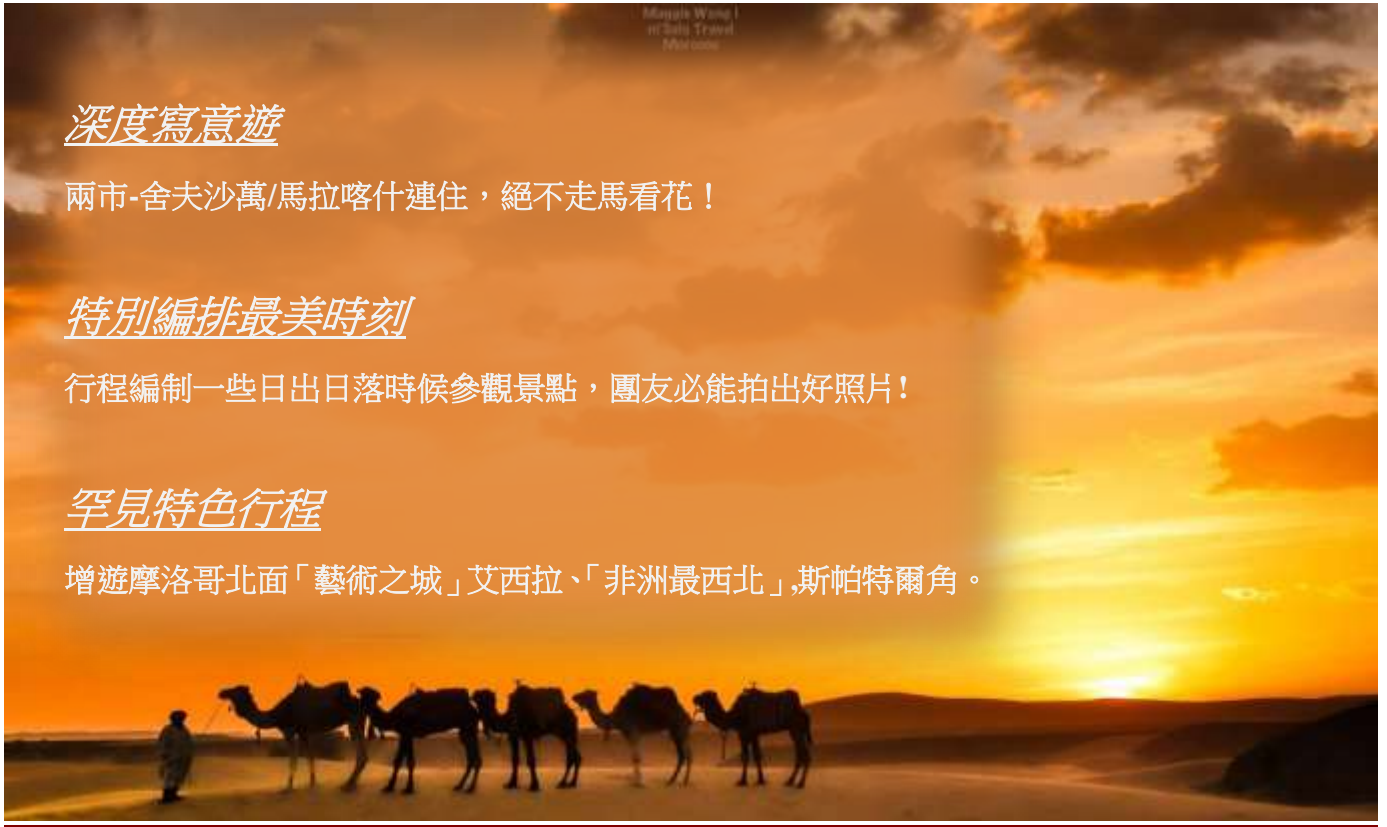 Maggie Wang |
Travel
Morocco
深度寫意遊
兩市-舍夫沙萬/馬拉喀什連住，絕不走馬看花！
特別編排最美時刻
行程編制一些日出日落時候參觀景點，團友必能拍出好照片!
罕見特色行程
增遊摩洛哥北面「藝術之城」艾西拉、「非洲最西北」,斯帕特爾角。